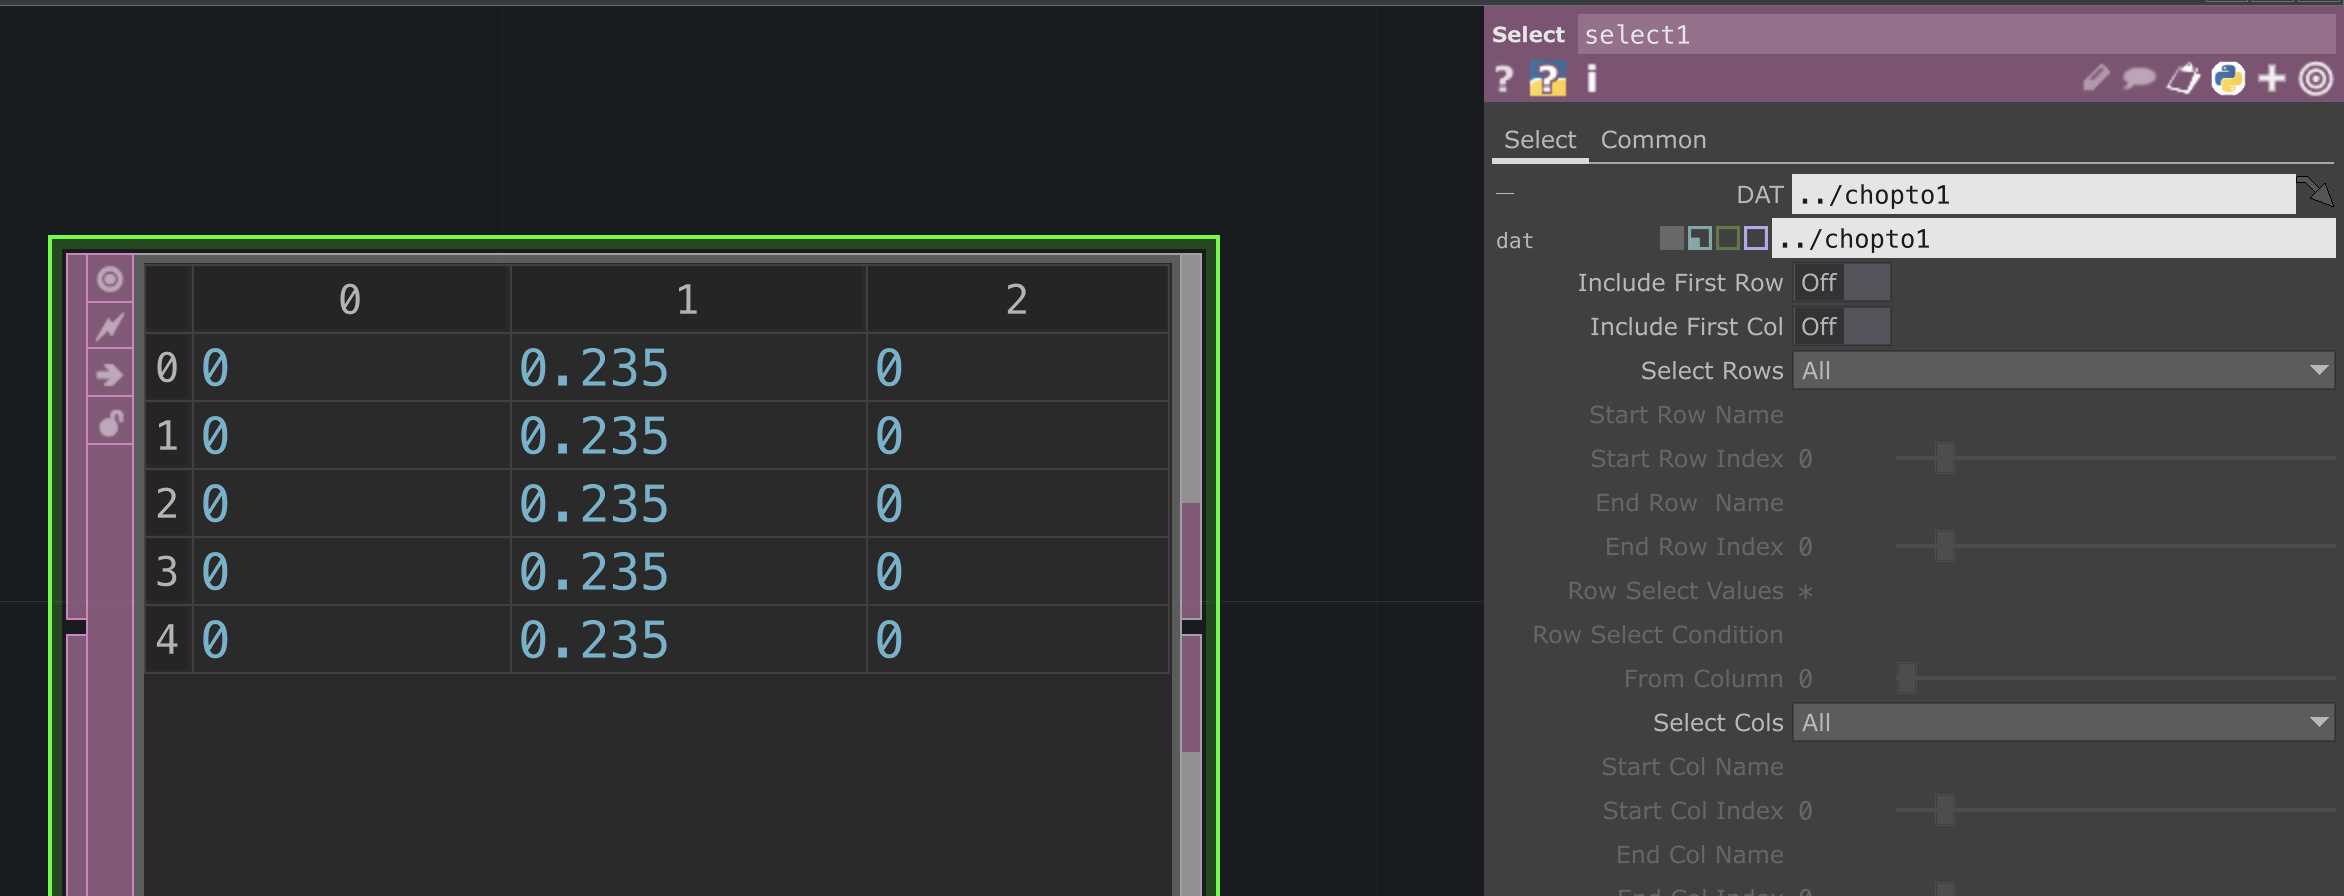 Select select1
? ? i
Select Common
DAT ../chopto1
dat ../chopto1
Include First Row Off
Include First Col Off
Select Rows All
Start Row Name
Start Row Index 0
End Row Name
End Row Index 0
Row Select Values *
Row Select Condition
From Column 0
Select Cols All
Start Col Name
Start Col Index 0
End Col Name
End Col Index 0
0 1 2
0 0 0.235 0
1 0 0.235 0
2 0 0.235 0
3 0 0.235 0
4 0 0.235 0